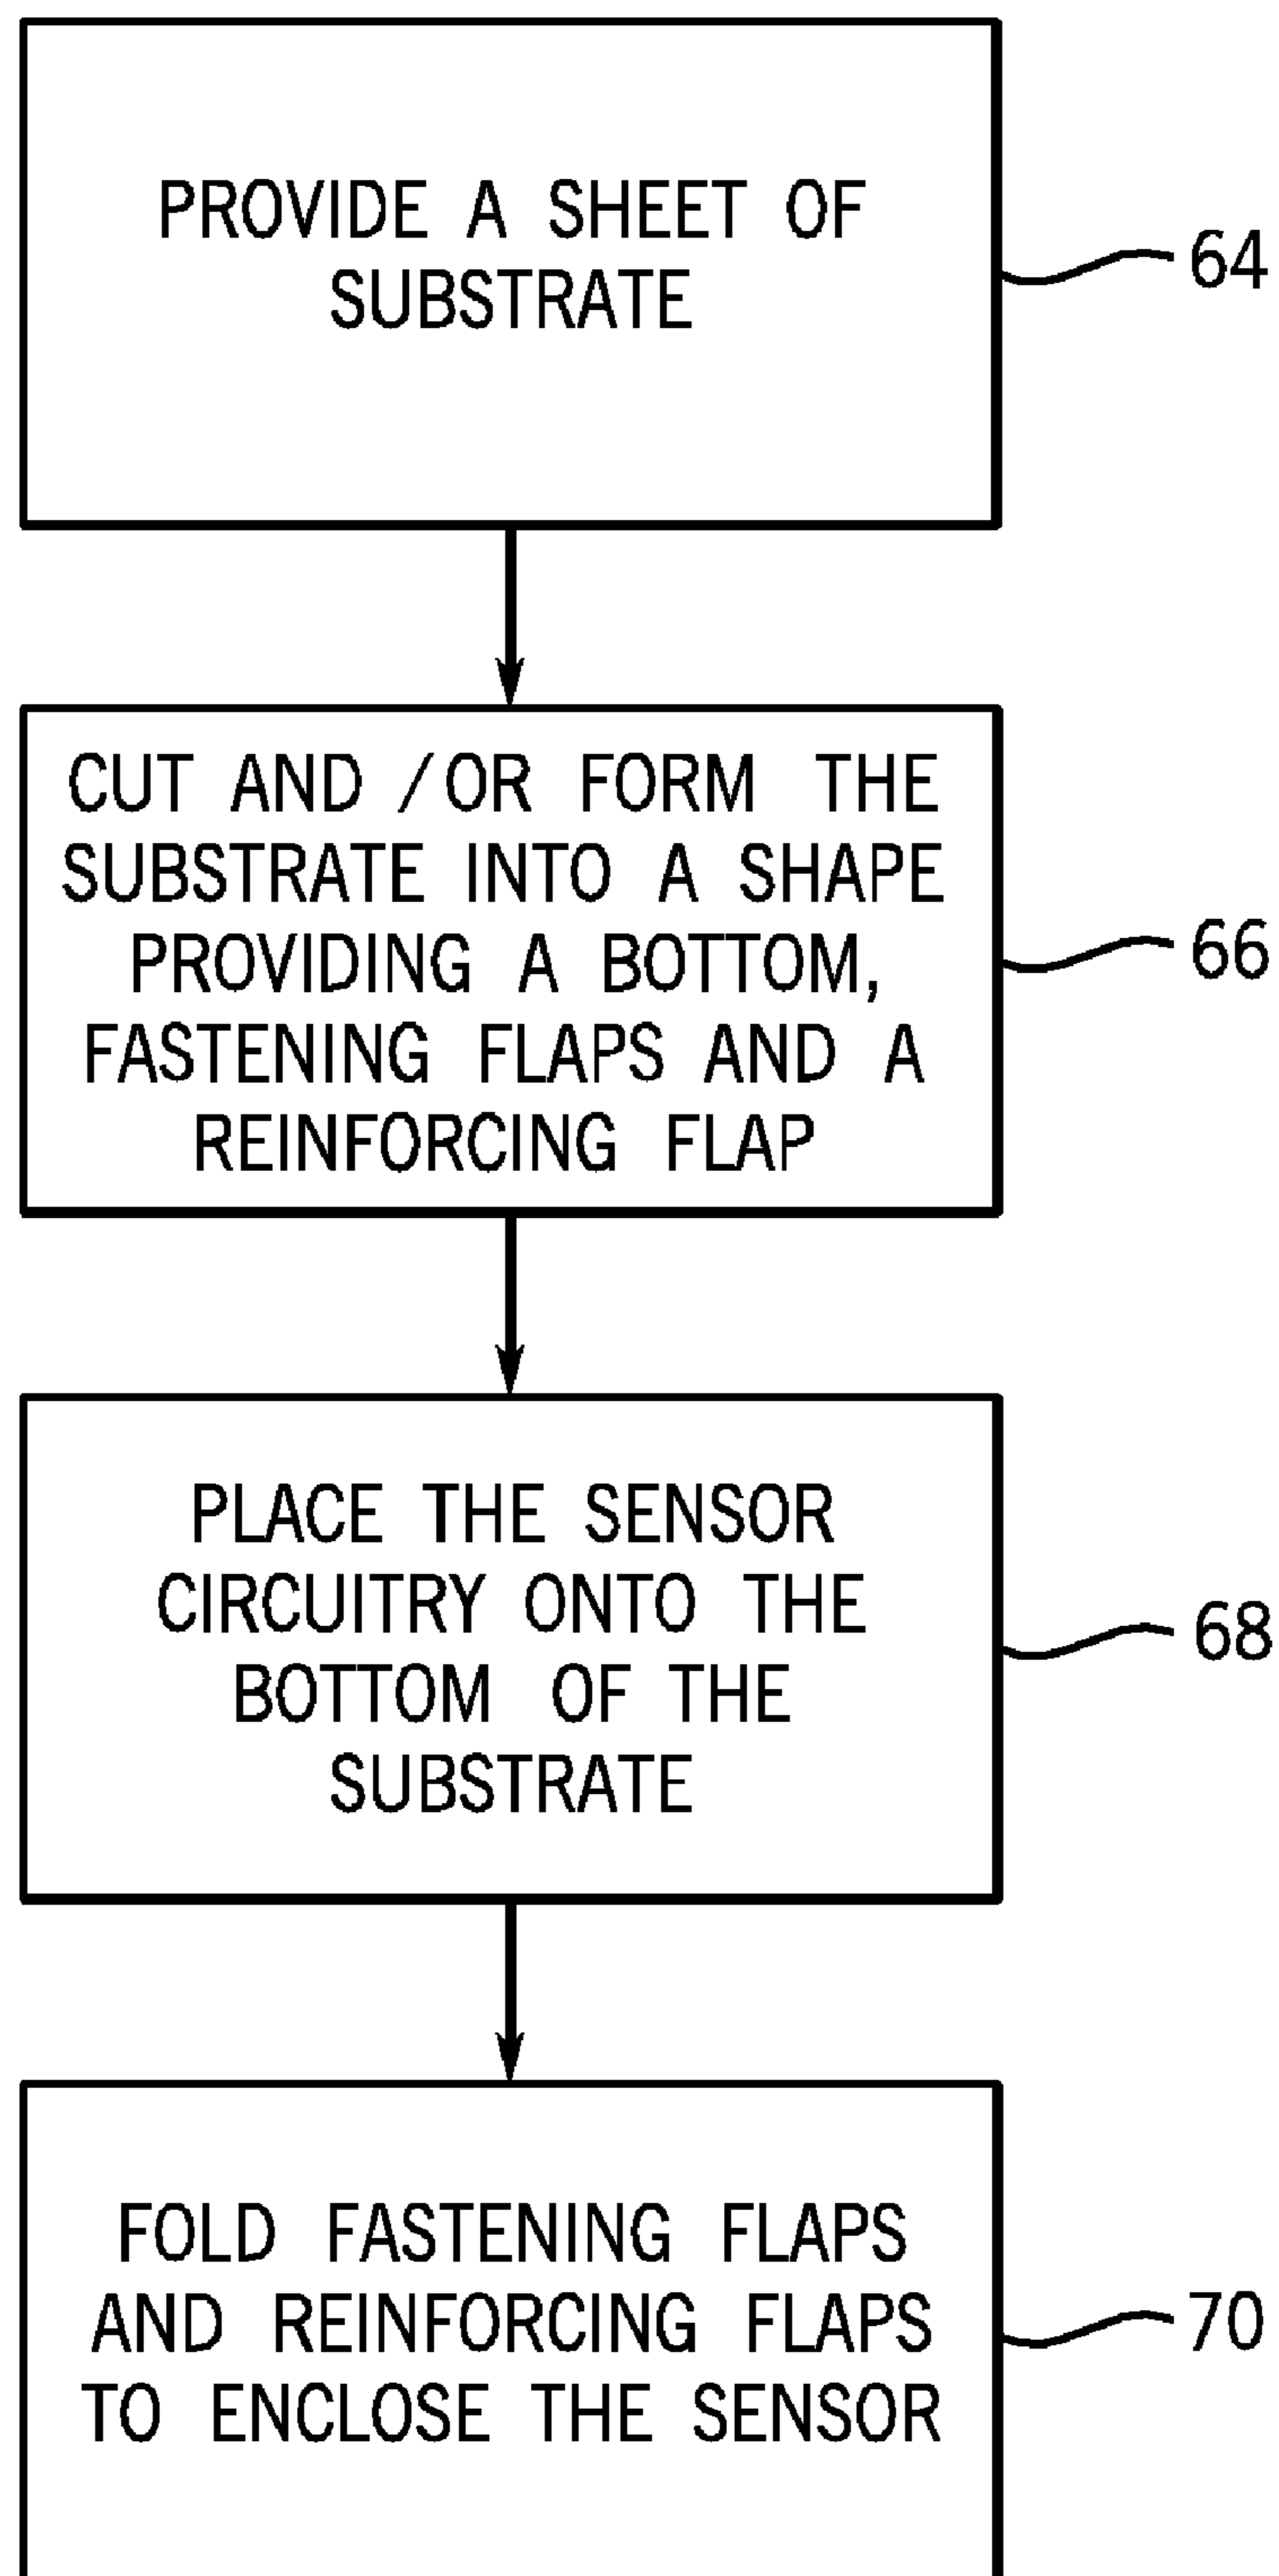 PROVIDE A SHEET OF
SUBSTRATE
64
CUT AND /OR FORM THE
SUBSTRATE INTO A SHAPE
PROVIDING A BOTTOM,
FASTENING FLAPS AND A
REINFORCING FLAP
66
PLACE THE SENSOR
CIRCUITRY ONTO THE
BOTTOM OF THE
SUBSTRATE
68
FOLD FASTENING FLAPS
AND REINFORCING FLAPS
TO ENCLOSE THE SENSOR
70